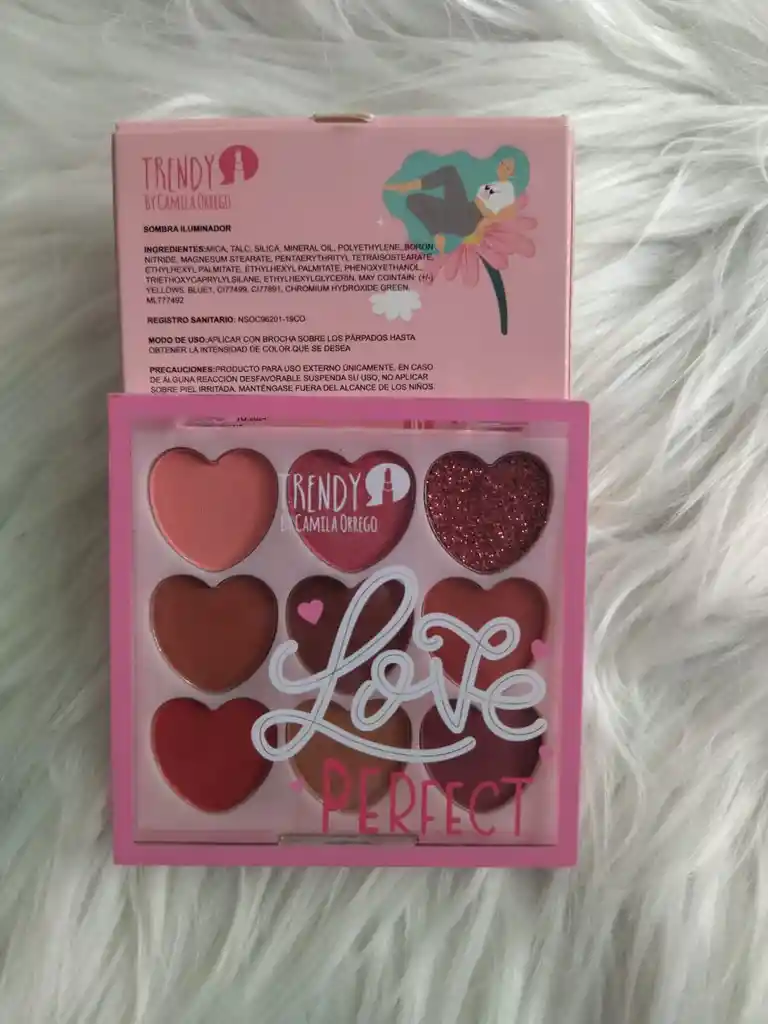 TRENDY
BY CAMILA ORREGO
SOMBRA ILUMINADOR
INGREDIENTES:MICA, TALC, SILICA, MINERAL OIL, POLYETHYLENE, BORON
NITRIDE, MAGNESUM STEARATE, PENTAERYTHRITYL TETRAISOTEARATE,
ETHYLHEXYL PALMITATE, ETHYLHEXYL PALMITATE, PHENOXYETHANOL,
TRIETHOXYCAPRYLYLSILANE, ETHYLHEXYLGLYCERIN, MAY COINTAIN: (+/-)
YELLOW5, BLUE1, CI77499, CI77891, CHROMIUM HYDROXIDE GREEN,
ML777492
REGISTRO SANITARIO: NSOC96201-19CO
MODO DE USO:APLICAR CON BROCHA SOBRE LOS PÁRPADOS HASTA
OBTENER LA INTENSIDAD DE COLOR QUE SE DESEA
PRECAUCIONES:PRODUCTO PARA USO EXTERNO ÚNICAMENTE, EN CASO
DE ALGUNA REACCIÓN DESFAVORABLE SUSPENDA SU USO, NO APLICAR
SOBRE PIEL IRRITADA. MANTÉNGASE FUERA DEL ALCANCE DE LOS NIÑOS.
TRENDY
BY CAMILA ORREGO
Love
PERFECT